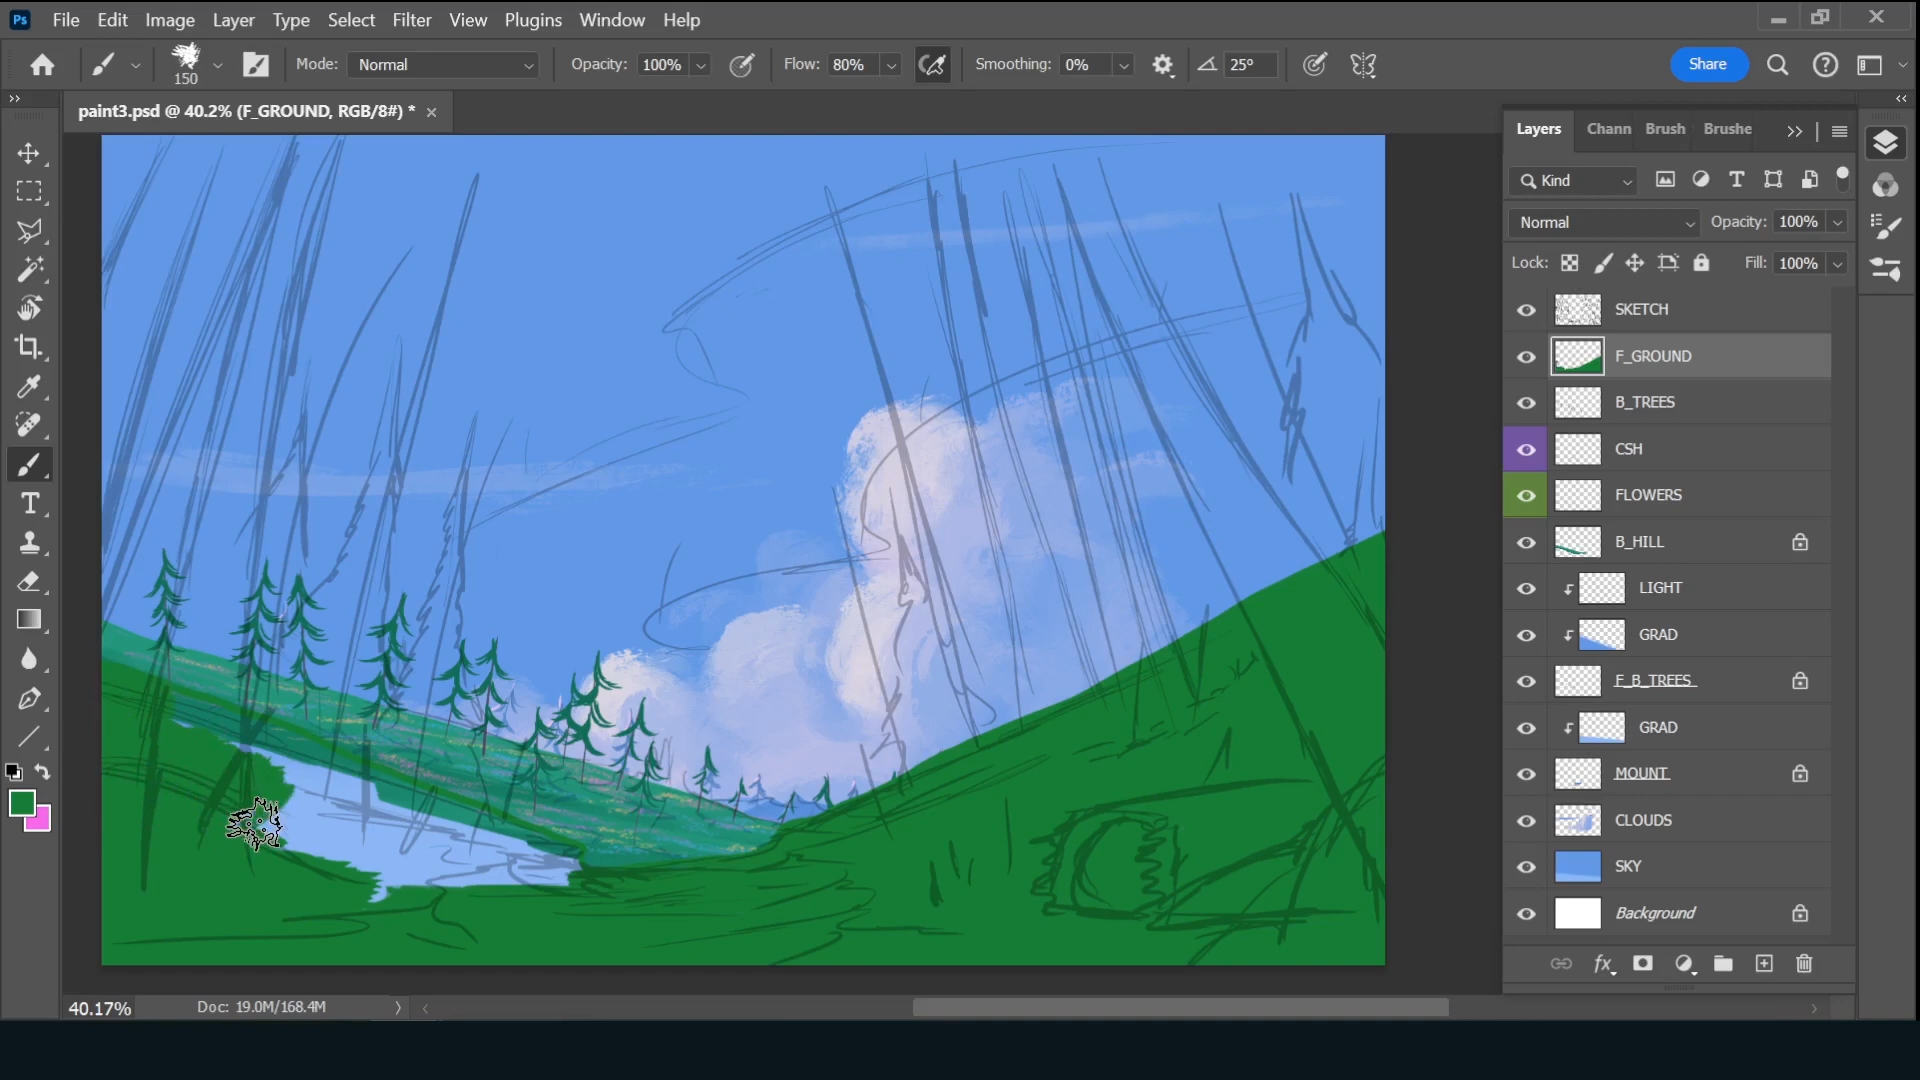 Ps File Edit Image Layer Type Select Filter View Plugins Window Help
150 Mode: Normal Opacity: 100% Flow: 80% Smoothing: 0% 25° Share
paint3.psd @ 40.2% (F_GROUND, RGB/8#) *
Layers Chann Brush Brushe
Kind
Normal Opacity: 100%
Lock: Fill: 100%
SKETCH
F_GROUND
B_TREES
CSH
FLOWERS
B_HILL
LIGHT
GRAD
F_B_TREES
GRAD
MOUNT
CLOUDS
SKY
Background
fx
40.17% Doc: 19.0M/168.4M